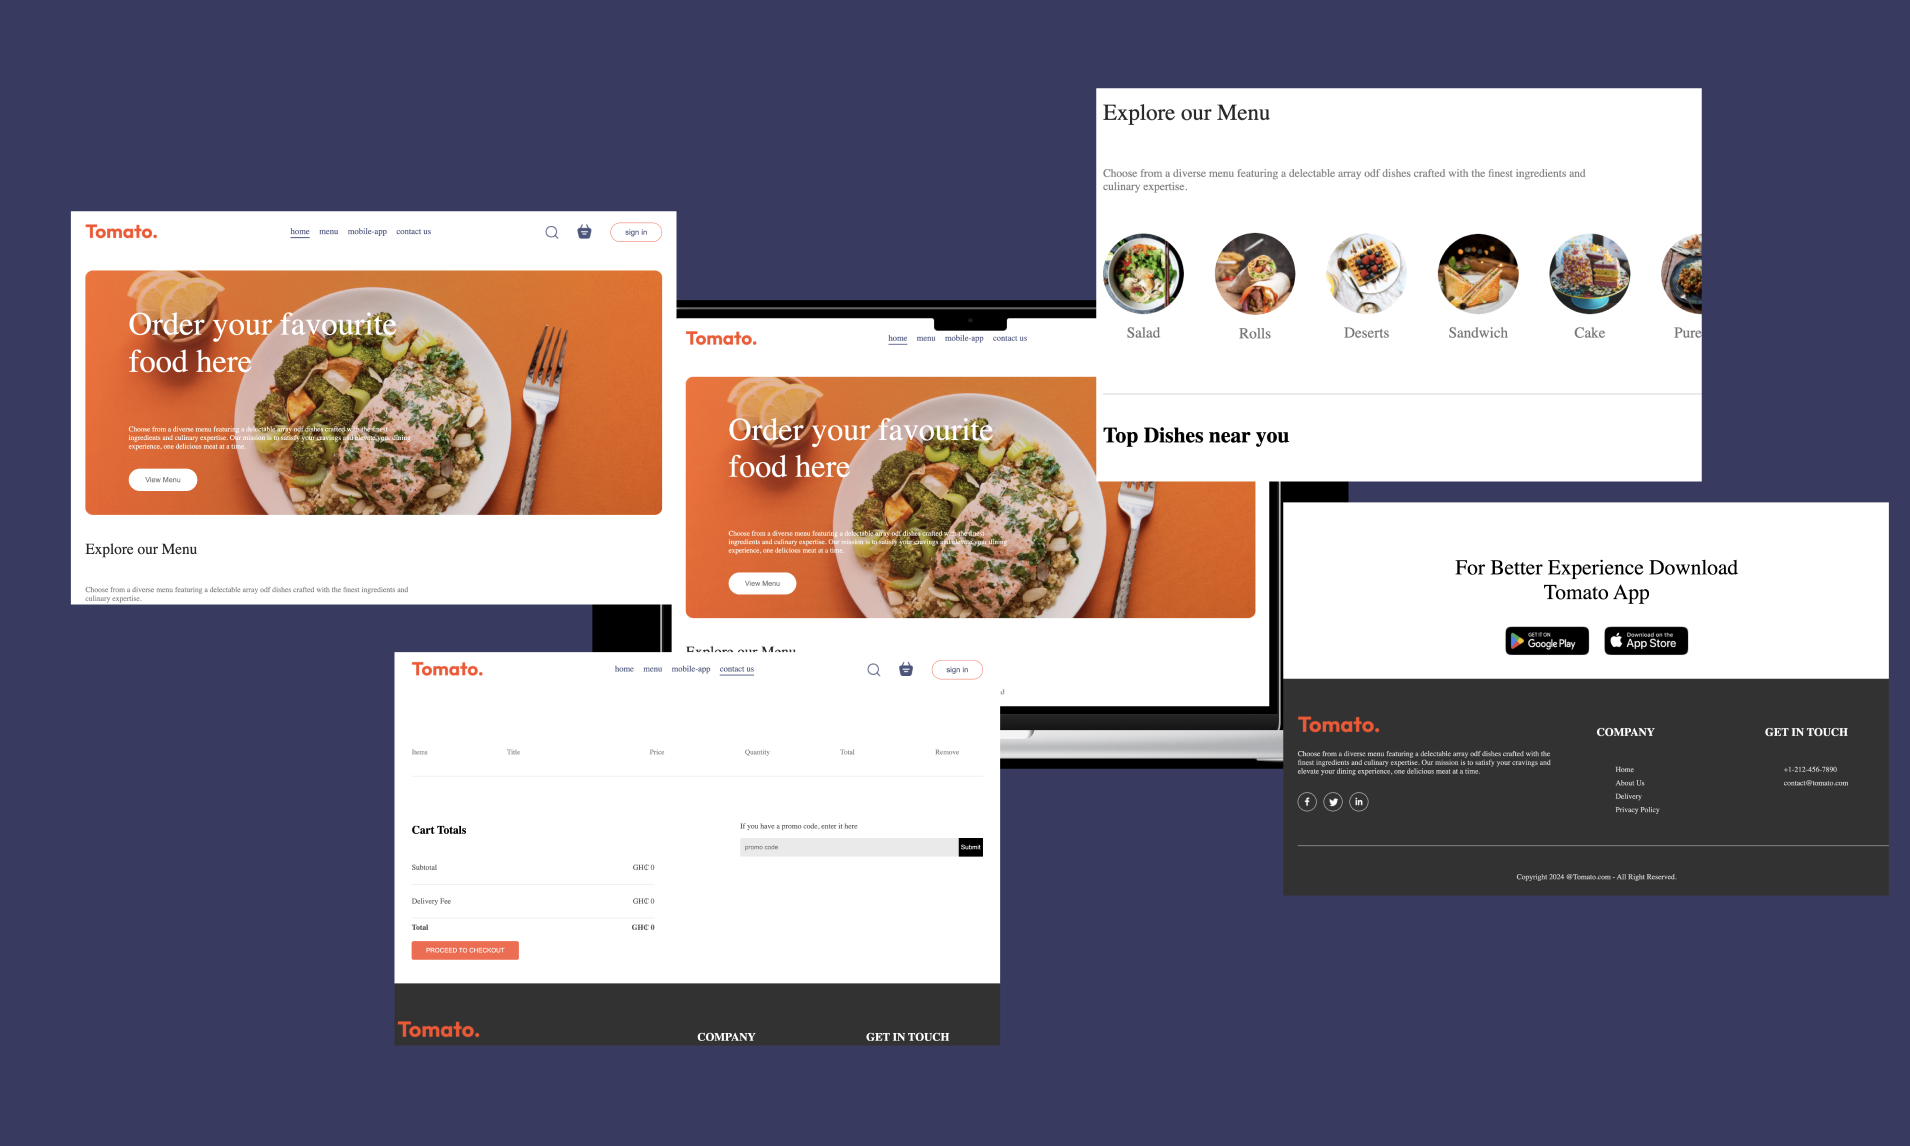 Tomato.
home menu mobile-app contact us
sign in
Order your favourite
food here
Choose from a diverse menu featuring a delectable array odf dishes crafted with the finest
ingredients and culinary expertise. Our mission is to satisfy your cravings and elevate your dining
experience, one delicious meat at a time.
View Menu
Explore our Menu
Choose from a diverse menu featuring a delectable array odf dishes crafted with the finest ingredients and
culinary expertise.
Tomato.
home menu mobile-app contact us
Order your favourite
food here
Choose from a diverse menu featuring a delectable array odf dishes crafted with the finest
ingredients and culinary expertise. Our mission is to satisfy your cravings and elevate your dining
experience, one delicious meat at a time.
View Menu
Explore our Menu
d
Explore our Menu
Choose from a diverse menu featuring a delectable array odf dishes crafted with the finest ingredients and
culinary expertise.
Salad Rolls Deserts Sandwich Cake Pure
Top Dishes near you
Tomato.
home menu mobile-app contact us
sign in
Items Title Price Quantity Total Remove
Cart Totals
Subtotal GH₵ 0
Delivery Fee GH₵ 0
Total GH₵ 0
PROCEED TO CHECKOUT
If you have a promo code, enter it here
promo code Submit
Tomato. COMPANY GET IN TOUCH
For Better Experience Download
Tomato App
GET IT ON
Google Play
Download on the
App Store
Tomato.
Choose from a diverse menu featuring a delectable array odf dishes crafted with the
finest ingredients and culinary expertise. Our mission is to satisfy your cravings and
elevate your dining experience, one delicious meat at a time.
f
in
COMPANY
Home
About Us
Delivery
Privacy Policy
GET IN TOUCH
+1-212-456-7890
contact@tomato.com
Copyright 2024 @Tomato.com - All Right Reserved.